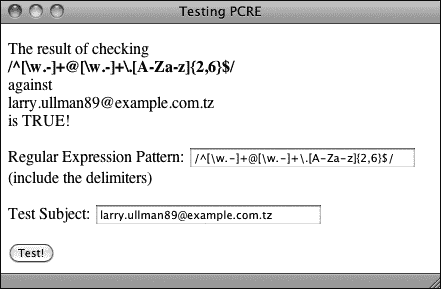 Testing PCRE
The result of checking
/^[\w.-]+@[\w.-]+\.[A-Za-z]{2,6}$/
against
larry.ullman89@example.com.tz
is TRUE!
Regular Expression Pattern: /^[\w.-]+@[\w.-]+\.[A-Za-z]{2,6}$/
(include the delimiters)
Test Subject: larry.ullman89@example.com.tz
Test!